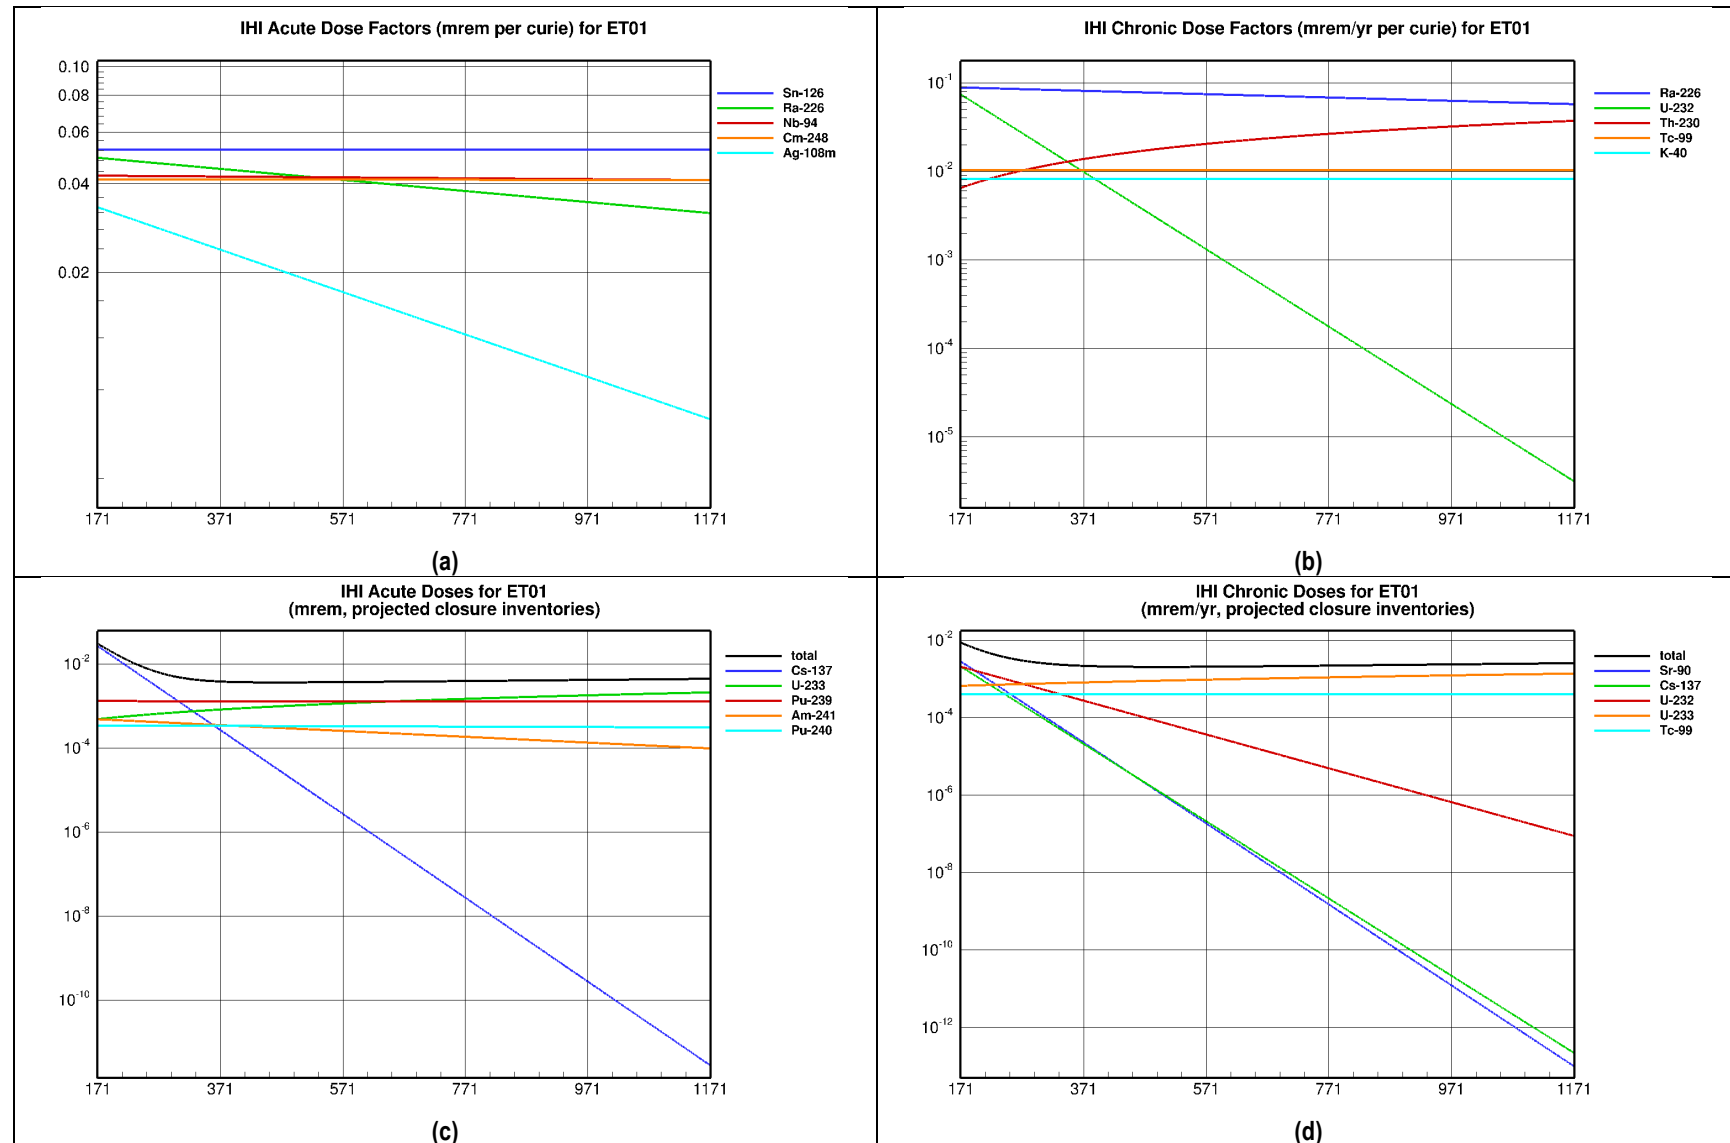 IHI Acute Dose Factors (mrem per curie) for ET01
0.10
0.08
0.06
0.04
0.02
Sn-126
Ra-226
Nb-94
Cm-248
Ag-108m
171 371 571 771 971 1171
(a)
IHI Chronic Dose Factors (mrem/yr per curie) for ET01
10⁻¹
10⁻²
10⁻³
10⁻⁴
10⁻⁵
Ra-226
U-232
Th-230
Tc-99
K-40
171 371 571 771 971 1171
(b)
IHI Acute Doses for ET01
(mrem, projected closure inventories)
10⁻²
10⁻⁴
10⁻⁶
10⁻⁸
10⁻¹⁰
total
Cs-137
U-233
Pu-239
Am-241
Pu-240
171 371 571 771 971 1171
(c)
IHI Chronic Doses for ET01
(mrem/yr, projected closure inventories)
10⁻²
10⁻⁴
10⁻⁶
10⁻⁸
10⁻¹⁰
10⁻¹²
total
Sr-90
Cs-137
U-232
U-233
Tc-99
171 371 571 771 971 1171
(d)